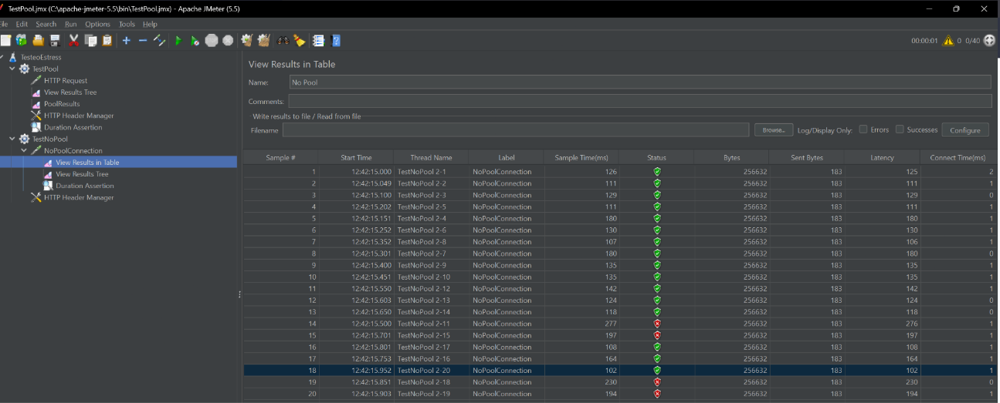 TestPool.jmx (C:\apache-jmeter-5.5\bin\TestPool.jmx) - Apache JMeter (5.5)
File Edit Search Run Options Tools Help
00:00:01 0 0/40
TesteoEstress
TestPool
HTTP Request
View Results Tree
PoolResults
HTTP Header Manager
Duration Assertion
TestNoPool
NoPoolConnection
View Results in Table
View Results Tree
Duration Assertion
HTTP Header Manager
View Results in Table
Name: No Pool
Comments:
Write results to file / Read from file
Filename Browse... Log/Display Only: Errors Successes Configure
Sample # Start Time Thread Name Label Sample Time(ms) Status Bytes Sent Bytes Latency Connect Time(ms)
1 12:42:15.000 TestNoPool 2-1 NoPoolConnection 126 256632 183 125 2
2 12:42:15.049 TestNoPool 2-2 NoPoolConnection 111 256632 183 111 1
3 12:42:15.100 TestNoPool 2-3 NoPoolConnection 129 256632 183 129 0
4 12:42:15.202 TestNoPool 2-5 NoPoolConnection 111 256632 183 111 1
5 12:42:15.151 TestNoPool 2-4 NoPoolConnection 180 256632 183 180 1
6 12:42:15.252 TestNoPool 2-6 NoPoolConnection 130 256632 183 130 1
7 12:42:15.352 TestNoPool 2-8 NoPoolConnection 107 256632 183 106 1
8 12:42:15.301 TestNoPool 2-7 NoPoolConnection 180 256632 183 180 0
9 12:42:15.400 TestNoPool 2-9 NoPoolConnection 135 256632 183 135 1
10 12:42:15.451 TestNoPool 2-10 NoPoolConnection 135 256632 183 135 1
11 12:42:15.550 TestNoPool 2-12 NoPoolConnection 142 256632 183 142 1
12 12:42:15.603 TestNoPool 2-13 NoPoolConnection 124 256632 183 124 0
13 12:42:15.650 TestNoPool 2-14 NoPoolConnection 118 256632 183 118 0
14 12:42:15.500 TestNoPool 2-11 NoPoolConnection 277 256632 183 276 1
15 12:42:15.701 TestNoPool 2-15 NoPoolConnection 197 256632 183 197 1
16 12:42:15.801 TestNoPool 2-17 NoPoolConnection 108 256632 183 108 1
17 12:42:15.753 TestNoPool 2-16 NoPoolConnection 164 256632 183 164 1
18 12:42:15.952 TestNoPool 2-20 NoPoolConnection 102 256632 183 102 1
19 12:42:15.851 TestNoPool 2-18 NoPoolConnection 230 256632 183 230 0
20 12:42:15.903 TestNoPool 2-19 NoPoolConnection 194 256632 183 194 1